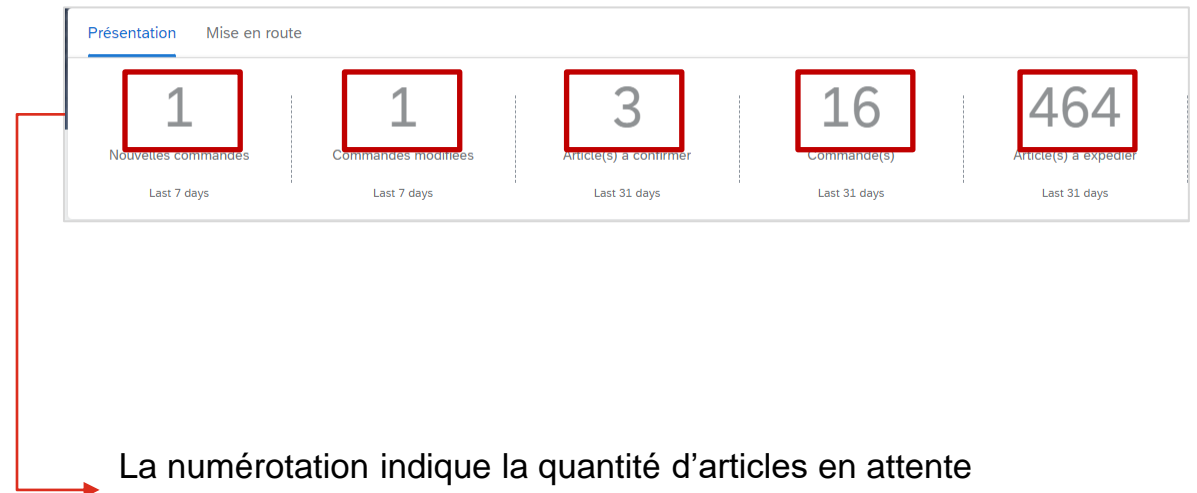 Présentation Mise en route
1 1 3 16 464
Nouvelles commandes Commandes modifiées Article(s) à confirmer Commande(s) Article(s) à expédier
Last 7 days Last 7 days Last 31 days Last 31 days Last 31 days
La numérotation indique la quantité d’articles en attente